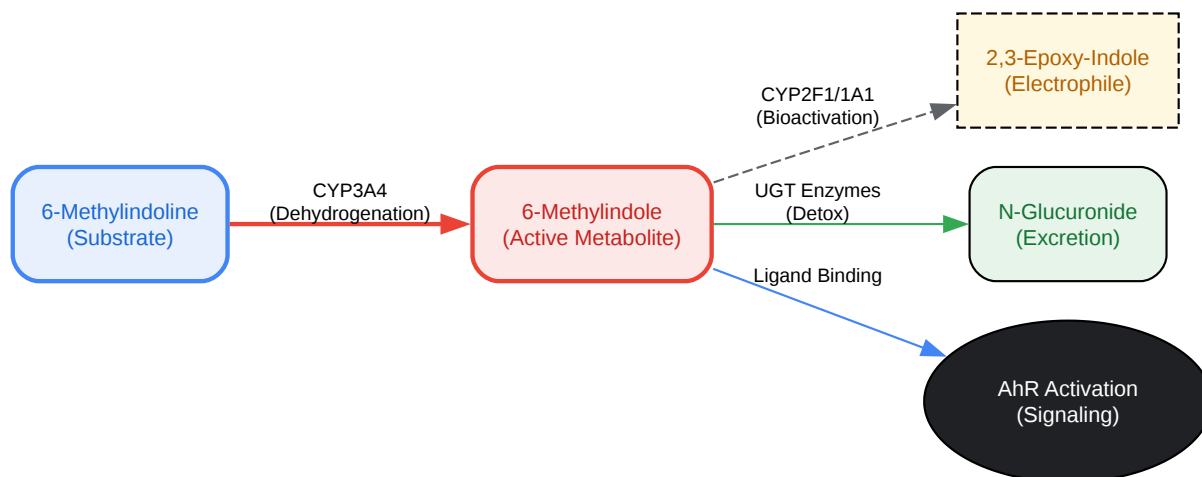 6-Methylindoline
(Substrate)
CYP3A4
(Dehydrogenation)
6-Methylindole
(Active Metabolite)
CYP2F1/1A1
(Bioactivation)
2,3-Epoxy-Indole
(Electrophile)
UGT Enzymes
(Detox)
N-Glucuronide
(Excretion)
Ligand Binding
AhR Activation
(Signaling)